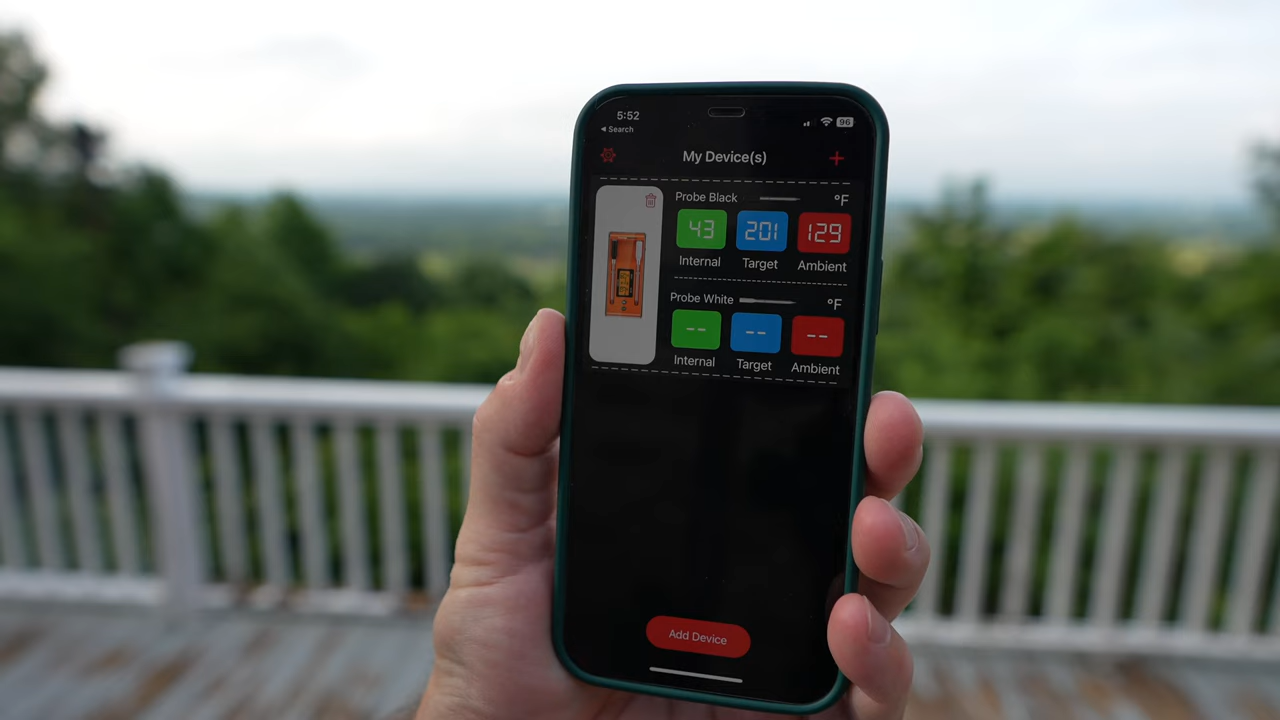 5:52
96
◀ Search
My Device(s)
+
Probe Black °F
43 201 129
Internal Target Ambient
Probe White °F
-- -- --
Internal Target Ambient
Add Device